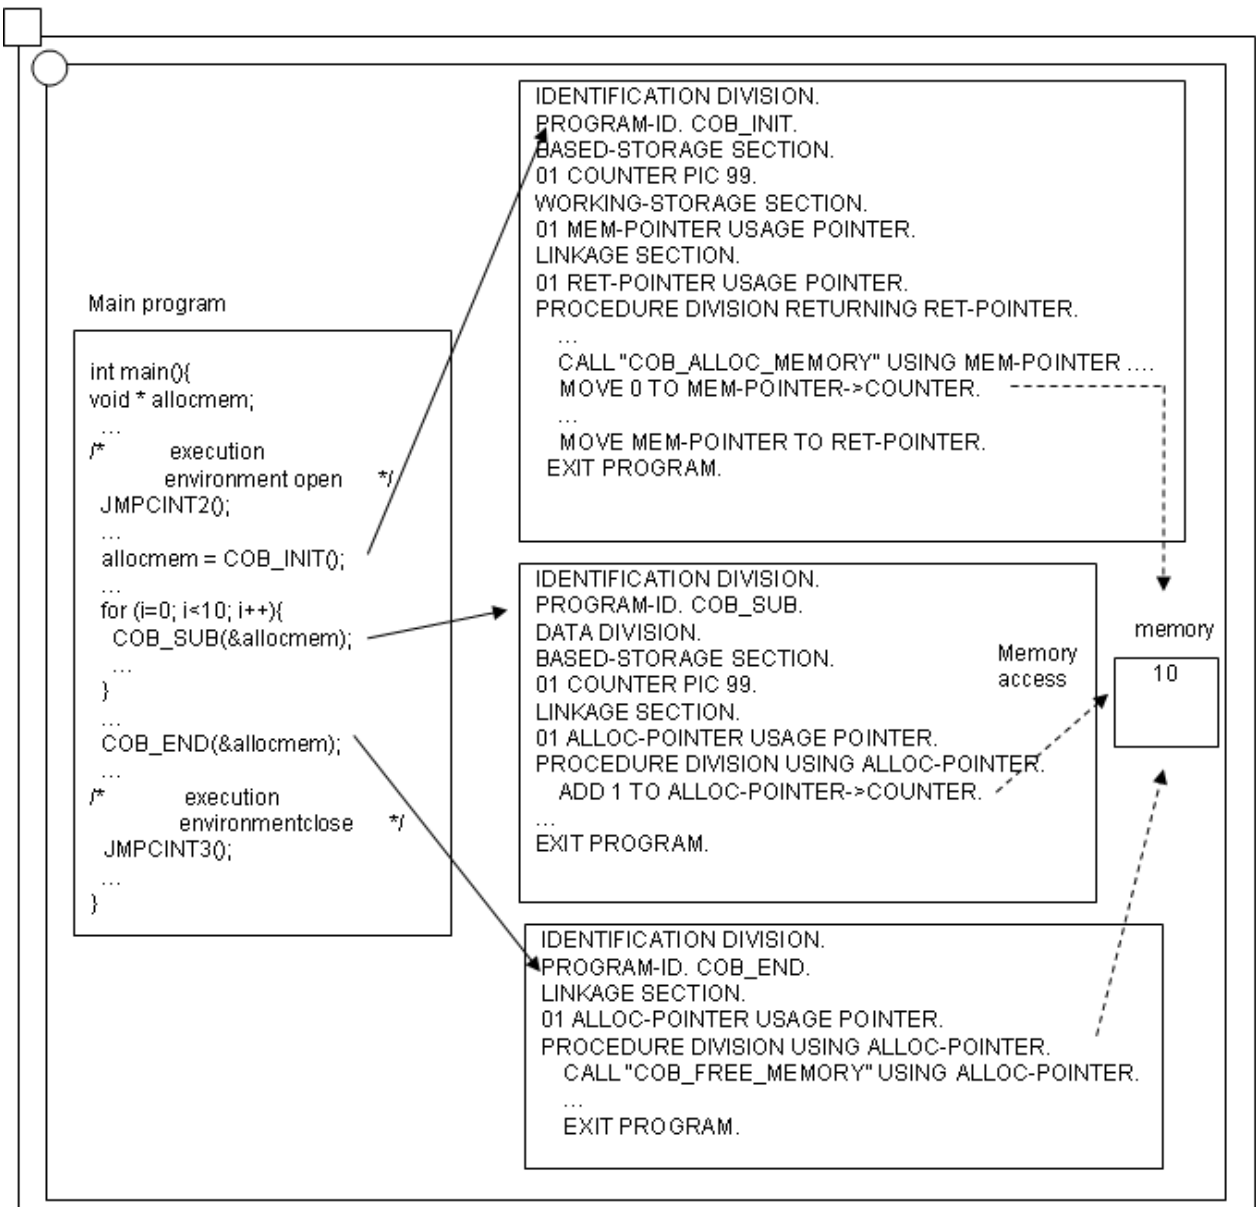 Main program
int main(){
void * allocmem;
...
/* execution
environment open */
JMPCINT2();
...
allocmem = COB_INIT();
...
for (i=0; i<10; i++){
COB_SUB(&allocmem);
...
}
...
COB_END(&allocmem);
...
/* execution
environmentclose */
JMPCINT3();
...
}
IDENTIFICATION DIVISION.
PROGRAM-ID. COB_INIT.
BASED-STORAGE SECTION.
01 COUNTER PIC 99.
WORKING-STORAGE SECTION.
01 MEM-POINTER USAGE POINTER.
LINKAGE SECTION.
01 RET-POINTER USAGE POINTER.
PROCEDURE DIVISION RETURNING RET-POINTER.
...
CALL "COB_ALLOC_MEMORY" USING MEM-POINTER ....
MOVE 0 TO MEM-POINTER->COUNTER.
...
MOVE MEM-POINTER TO RET-POINTER.
EXIT PROGRAM.
IDENTIFICATION DIVISION.
PROGRAM-ID. COB_SUB.
DATA DIVISION.
BASED-STORAGE SECTION.
01 COUNTER PIC 99.
LINKAGE SECTION.
01 ALLOC-POINTER USAGE POINTER.
PROCEDURE DIVISION USING ALLOC-POINTER.
ADD 1 TO ALLOC-POINTER->COUNTER.
...
EXIT PROGRAM.
Memory
access
memory
10
IDENTIFICATION DIVISION.
PROGRAM-ID. COB_END.
LINKAGE SECTION.
01 ALLOC-POINTER USAGE POINTER.
PROCEDURE DIVISION USING ALLOC-POINTER.
CALL "COB_FREE_MEMORY" USING ALLOC-POINTER.
...
EXIT PROGRAM.